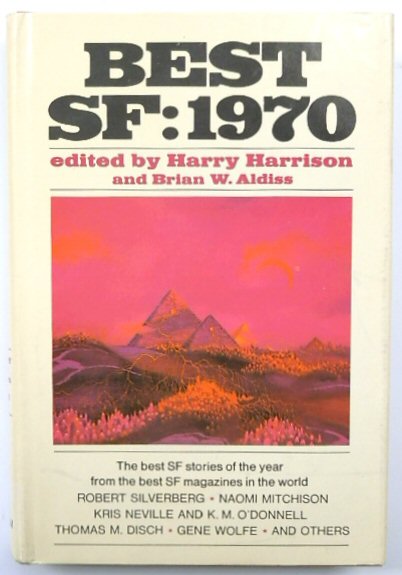 BEST
SF:1970
edited by Harry Harrison
and Brian W. Aldiss
The best SF stories of the year
from the best SF magazines in the world
ROBERT SILVERBERG • NAOMI MITCHISON
KRIS NEVILLE AND K. M. O'DONNELL
THOMAS M. DISCH • GENE WOLFE • AND OTHERS